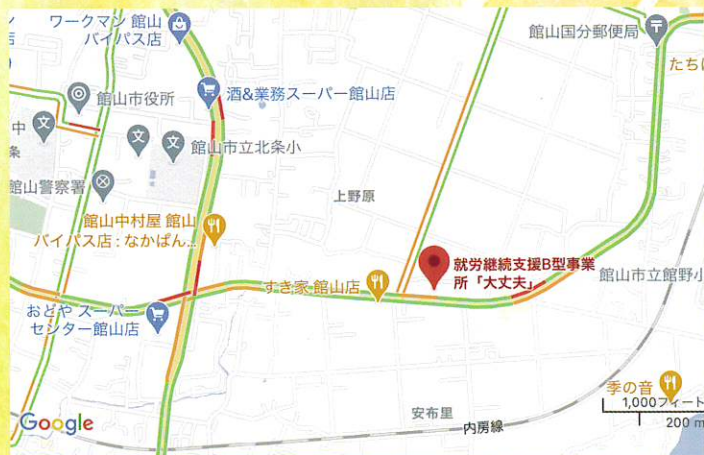 ワークマン 館山
バイパス店
館山国分郵便局
館山市役所
酒&業務スーパー館山店
中
条
館山市立北条小
館山警察署
上野原
館山中村屋 館山
バイパス店 : なかぱん...
就労継続支援B型事業
所「大丈夫」
すき家 館山店
館山市立館野小
おどや スーパー
センター館山店
季の音
1,000フィート
200 m
安布里
内房線
Google